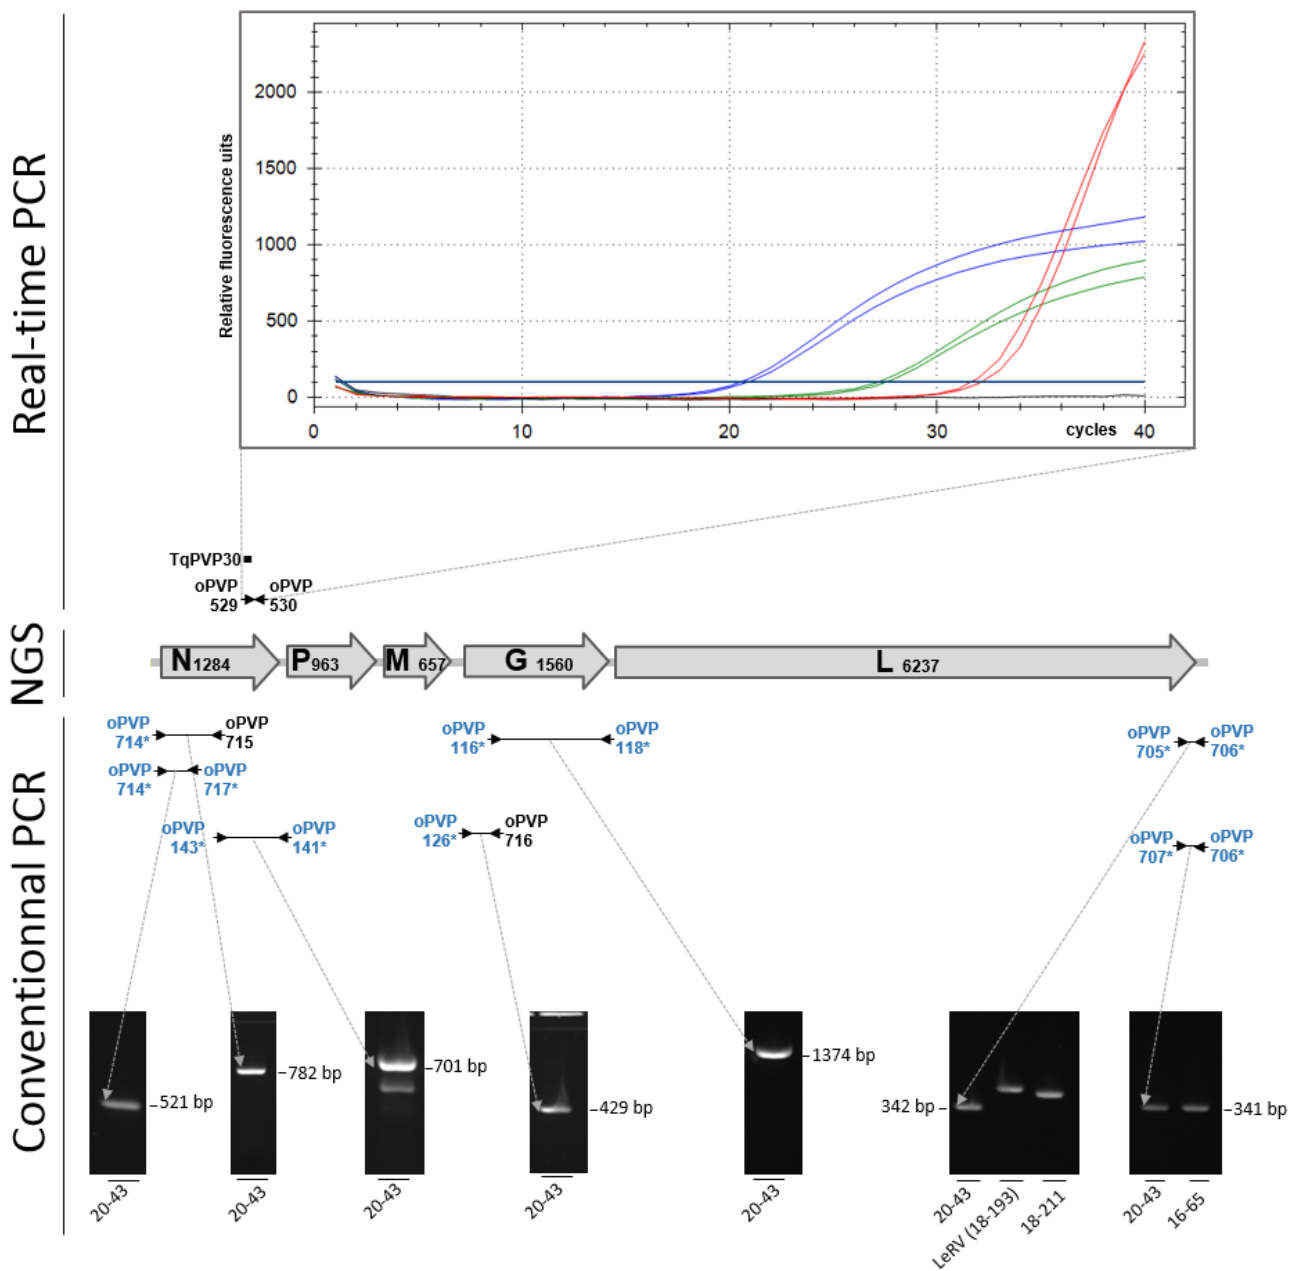 Real-time PCR
Relative fluorescence uits
2000
1500
1000
500
0
0 10 20 30 cycles 40
TqPVP30
oPVP oPVP
529 530
NGS
N1284 P963 M 657 G 1560 L 6237
Conventionnal PCR
oPVP oPVP
714* 715
oPVP oPVP
714* 717*
oPVP oPVP
143* 141*
oPVP oPVP
116* 118*
oPVP oPVP
126* 716
oPVP oPVP
705* 706*
oPVP oPVP
707* 706*
–521 bp
–782 bp
–701 bp
–429 bp
–1374 bp
342 –
–341 bp
20-43
20-43
20-43
20-43
20-43
20-43
LeRV (18-193)
18-211
20-43
16-65